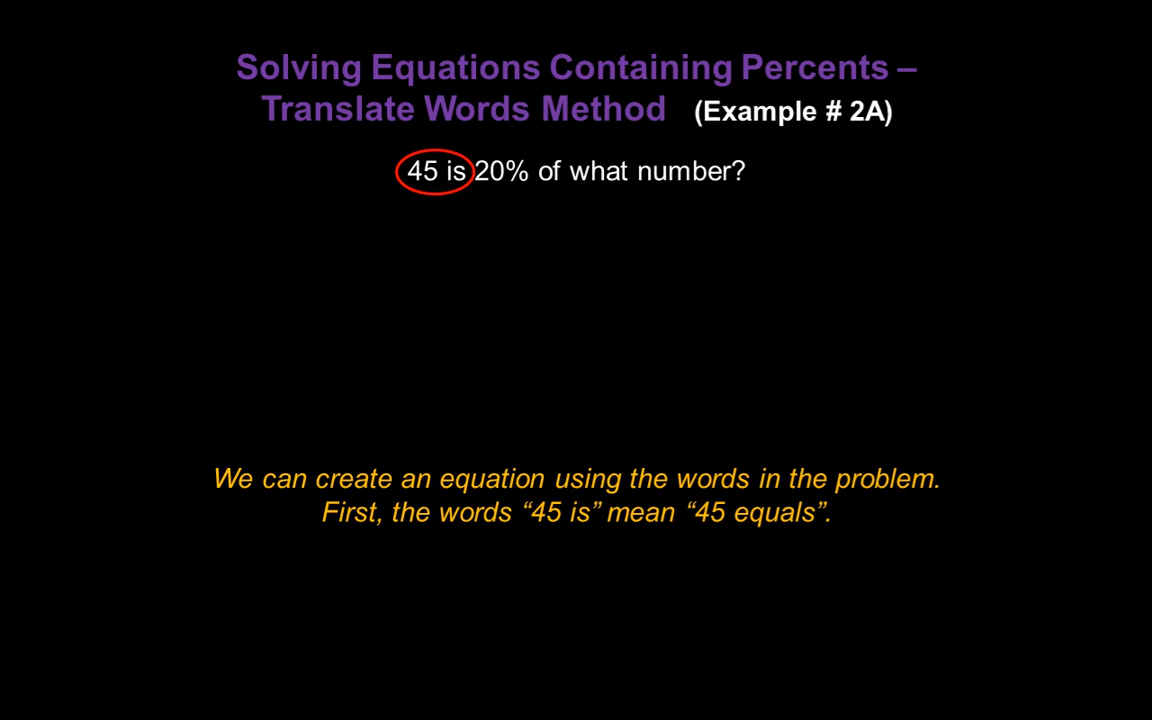 Solving Equations Containing Percents –
Translate Words Method (Example # 2A)
45 is 20% of what number?
We can create an equation using the words in the problem.
First, the words “45 is” mean “45 equals”.